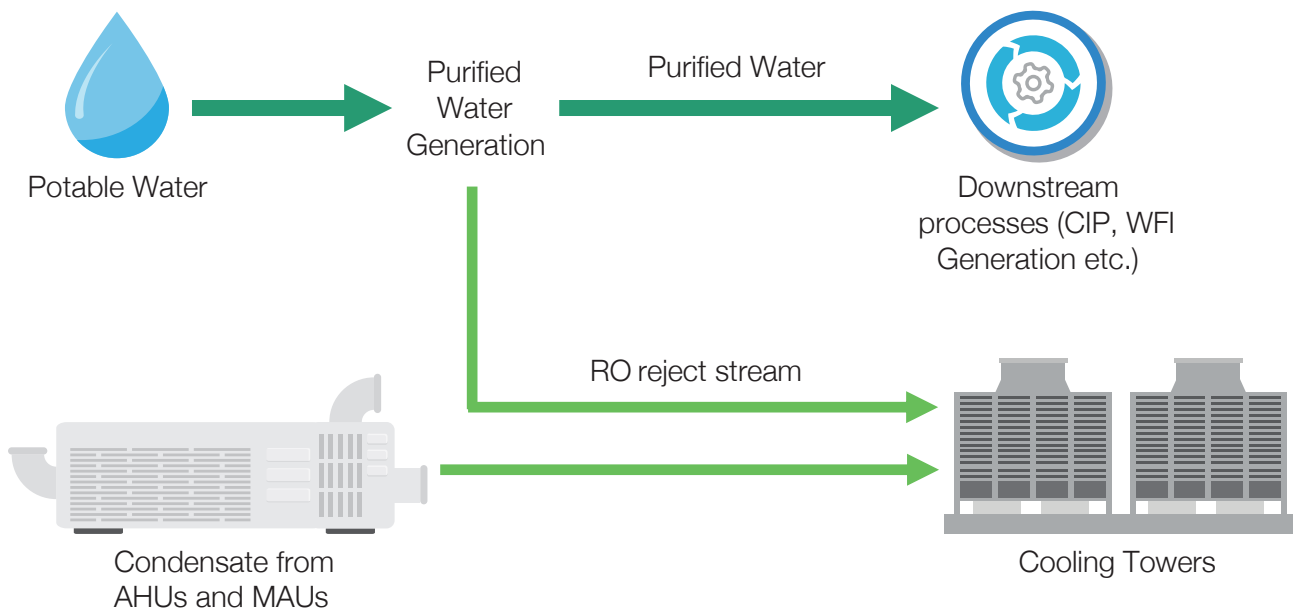 Potable Water
Purified
Water
Generation
Purified Water
Downstream
processes (CIP, WFI
Generation etc.)
RO reject stream
Condensate from
AHUs and MAUs
Cooling Towers